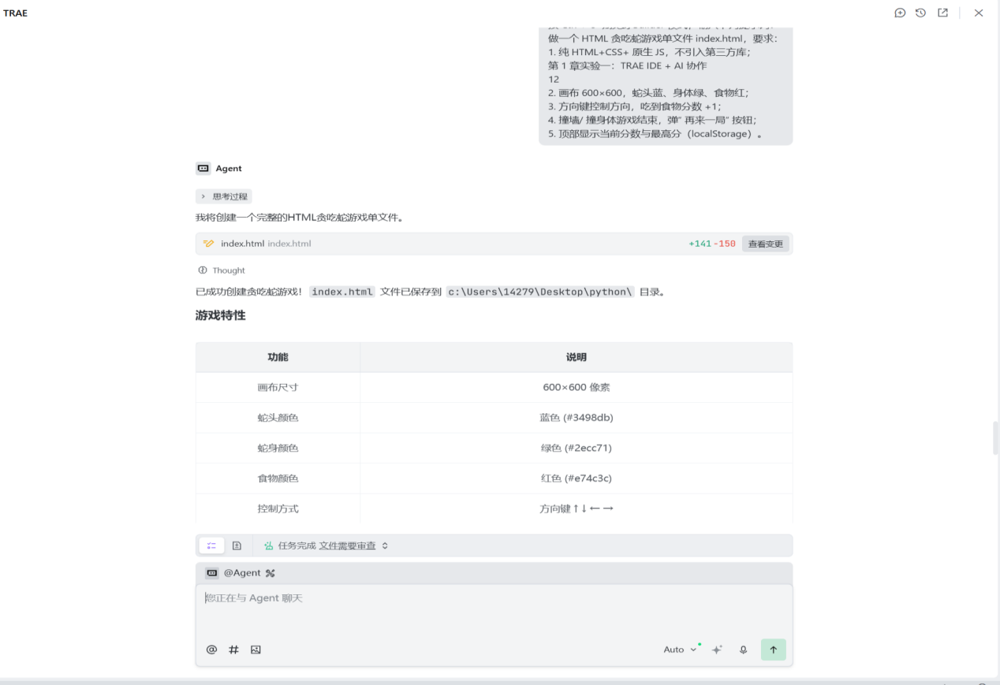 TRAE
做一个 HTML 贪吃蛇游戏单文件 index.html，要求：
1. 纯 HTML+CSS+ 原生 JS，不引入第三方库；
第 1 章实验一：TRAE IDE + AI 协作
12
2. 画布 600×600，蛇头蓝、身体绿、食物红；
3. 方向键控制方向，吃到食物分数 +1；
4. 撞墙/ 撞身体游戏结束，弹" 再来一局" 按钮；
5. 顶部显示当前分数与最高分（localStorage）。
Agent
思考过程
我将创建一个完整的HTML贪吃蛇游戏单文件。
index.html index.html +141 -150 查看变更
Thought
已成功创建贪吃蛇游戏！ index.html 文件已保存到 c:\Users\14279\Desktop\python\ 目录。
游戏特性
功能 说明
画布尺寸 600×600 像素
蛇头颜色 蓝色 (#3498db)
蛇身颜色 绿色 (#2ecc71)
食物颜色 红色 (#e74c3c)
控制方式 方向键↑↓←→
任务完成 文件需要审查
@Agent
您正在与 Agent 聊天
Auto